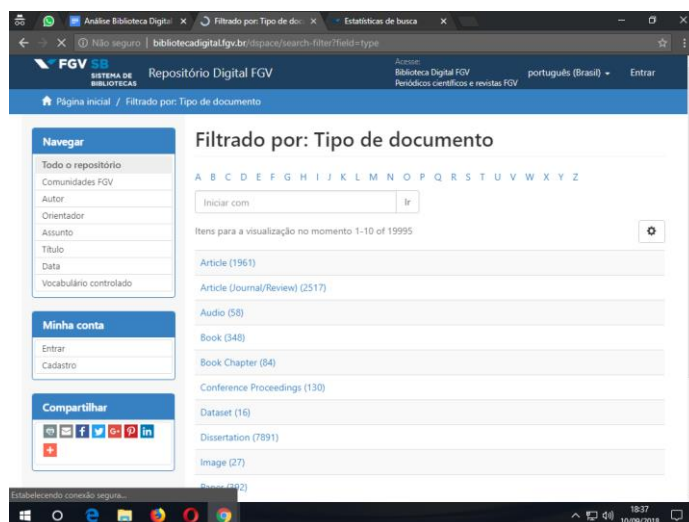 Análise Biblioteca Digital
Filtrado por: Tipo de doc
Estatísticas de busca
Não seguro | bibliotecadigital.fgv.br/dspace/search-filter?field=type
FGV SB
SISTEMA DE
BIBLIOTECAS
Repositório Digital FGV
Acesse:
Biblioteca Digital FGV
Periódicos científicos e revistas FGV
português (Brasil)
Entrar
Página inicial / Filtrado por: Tipo de documento
Navegar
Todo o repositório
Comunidades FGV
Autor
Orientador
Assunto
Título
Data
Vocabulário controlado
Minha conta
Entrar
Cadastro
Compartilhar
Filtrado por: Tipo de documento
A B C D E F G H I J K L M N O P Q R S T U V W X Y Z
Iniciar com
Ir
Itens para a visualização no momento 1-10 of 19995
Article (1961)
Article (Journal/Review) (2517)
Audio (58)
Book (348)
Book Chapter (84)
Conference Proceedings (130)
Dataset (16)
Dissertation (7891)
Image (27)
Estabelecendo conexão segura...
18:37
10/09/2018